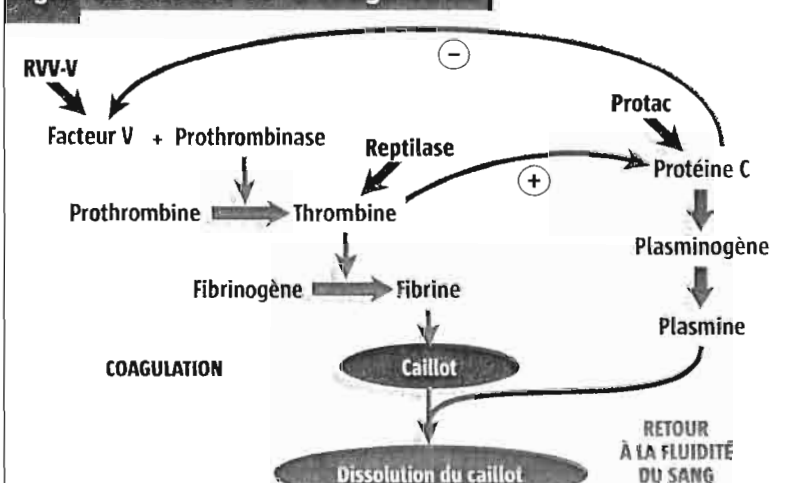 RVV-V
Protac
Facteur V + Prothrombinase
Reptilase
Protéine C
Prothrombine
Thrombine
Plasminogène
Fibrinogène
Fibrine
Plasmine
COAGULATION
Caillot
RETOUR
À LA FLUIDITÉ
DU SANG
Dissolution du caillot